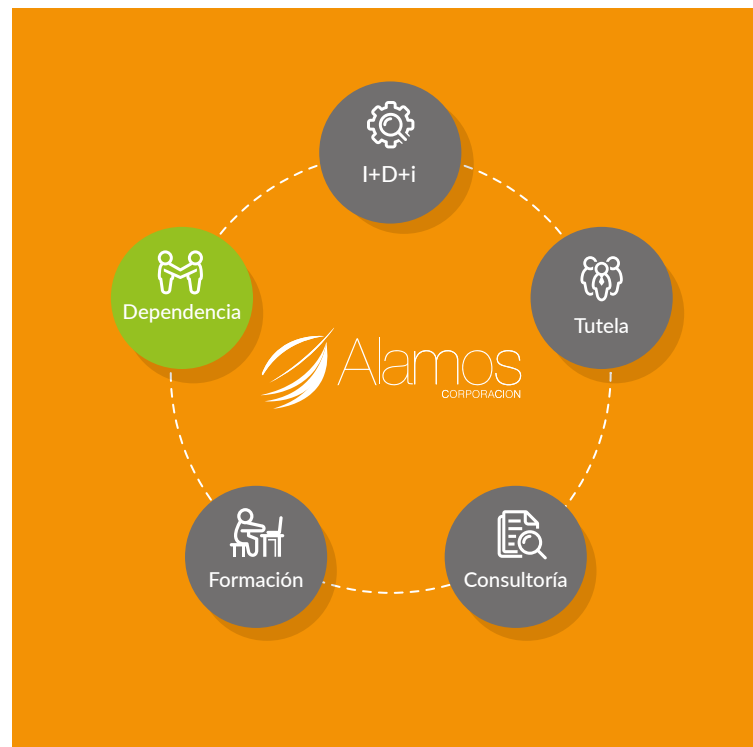 I+D+i
Dependencia
Tutela
Alamos
CORPORACION
Formación
Consultoría